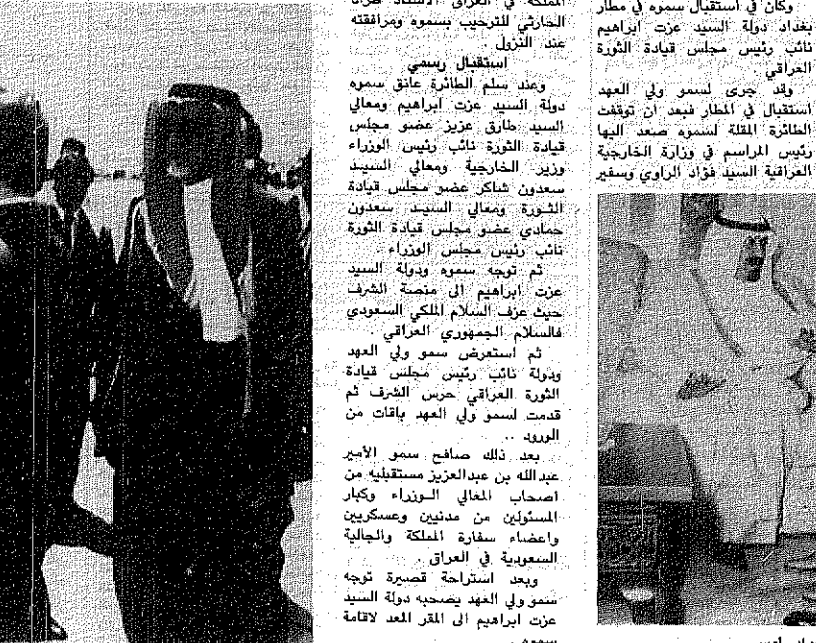 وكان في استقبال سموه في مطار
بغداد دولة السيد عزت ابراهيم
نائب رئيس مجلس قيادة الثورة
العراقي .
وقد جرى لسمو ولي العهد
استقبال في المطار فبعد ان توقفت
الطائرة المقلة لسموه صعد اليها
رئيس المراسم في وزارة الخارجية
العراقية السيد فؤاد الراوي وسفير
المملكة في العراق الاستاذ
الحارثي للترحيب بسموه ومرافقته
عند النزول .
استقبال رسمي
وعند سلم الطائرة عانق سموه
دولة السيد عزت ابراهيم ومعالي
السيد طارق عزيز عضو مجلس
قيادة الثورة نائب رئيس الوزراء
وزير الخارجية ومعالي السيد
سعدون شاكر عضو مجلس قيادة
الثورة ومعالي السيد سعدون
حمادي عضو مجلس قيادة الثورة
نائب رئيس مجلس الوزراء
ثم توجه سموه ودولة السيد
عزت ابراهيم الى منصة الشرف
حيث عزف السلام الملكي السعودي
فالسلام الجمهوري العراقي .
ثم استعرض سمو ولي العهد
ودولة نائب رئيس مجلس قيادة
الثورة العراقي حرس الشرف ثم
قدمت لسمو ولي العهد باقات من
الورود ..
بعد ذلك صافح سمو الأمير
عبدالله بن عبدالعزيز مستقبليه من
اصحاب المعالي الوزراء وكبار
المسئولين من مدنيين وعسكريين
واعضاء سفارة المملكة والجالية
السعودية في العراق .
وبعد استراحة قصيرة توجه
سمو ولي العهد يصحبه دولة السيد
عزت ابراهيم الى المقر المعد لاقامة